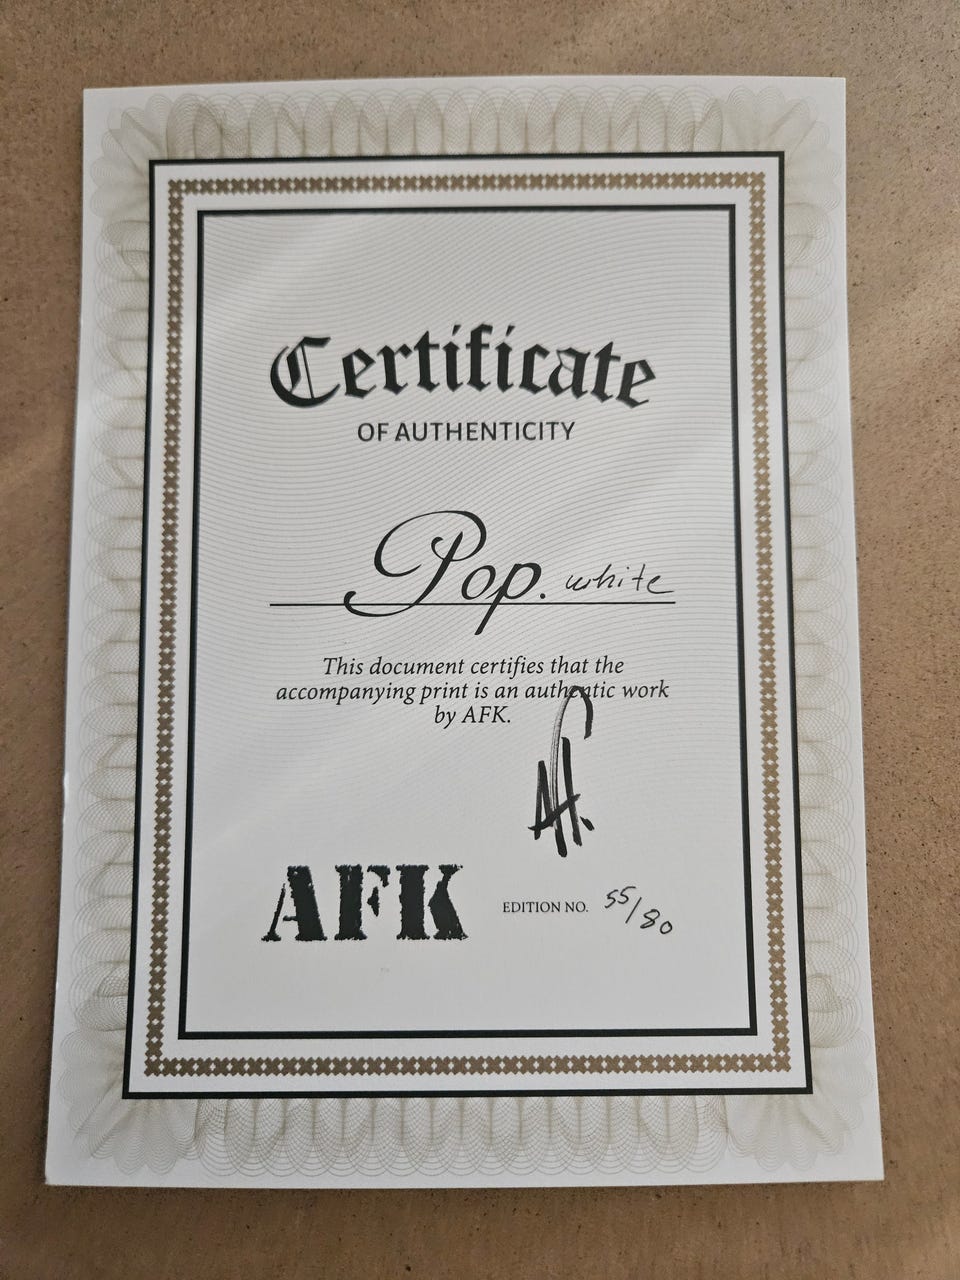 Certificate
OF AUTHENTICITY
Pop. white
This document certifies that the
accompanying print is an authentic work
by AFK.
AFK
EDITION NO. 55/80